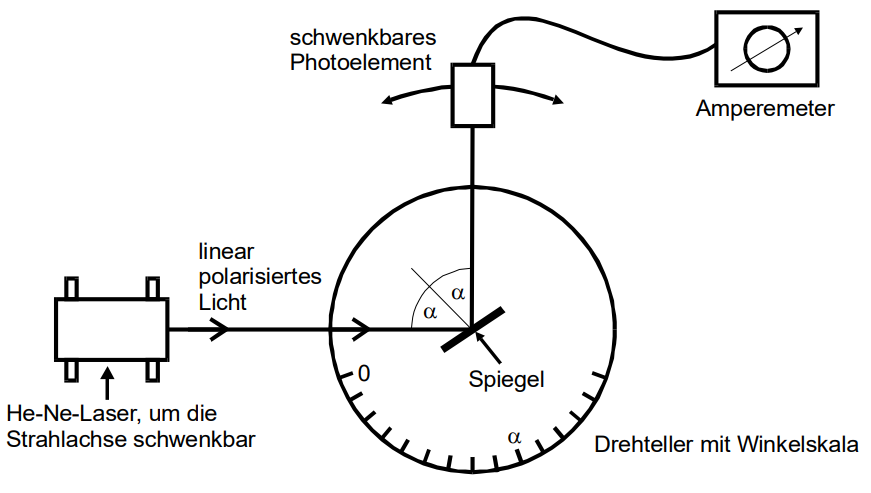 schwenkbares
Photoelement
Amperemeter
linear
polarisiertes
Licht
α
α
0
Spiegel
He-Ne-Laser, um die
Strahlachse schwenkbar
α
Drehteller mit Winkelskala